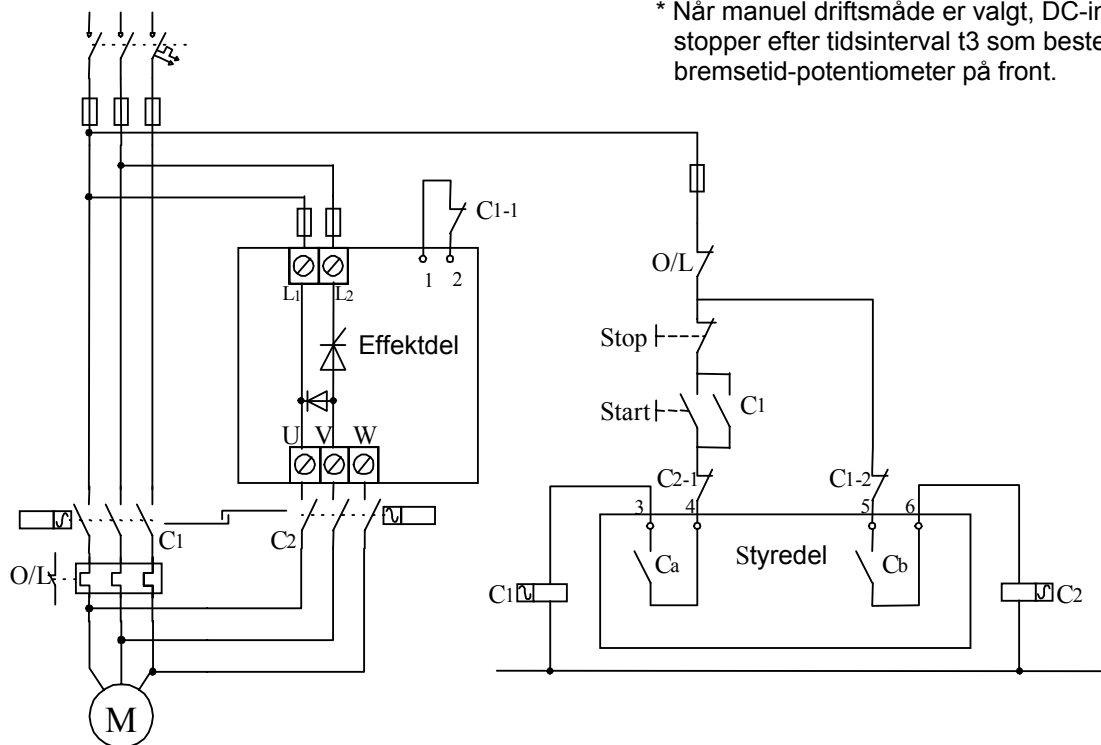 * Når manuel driftsmåde er valgt, DC-in
stopper efter tidsinterval t3 som beste
bremsetid-potentiometer på front.
C1-1
1 2
L1 L2
Effektdel
O/L
Stop
Start
C1
U V W
C2-1
C1-2
3 4 5 6
C1
C2
O/L
Ca
Styredel
Cb
C1
C2
M